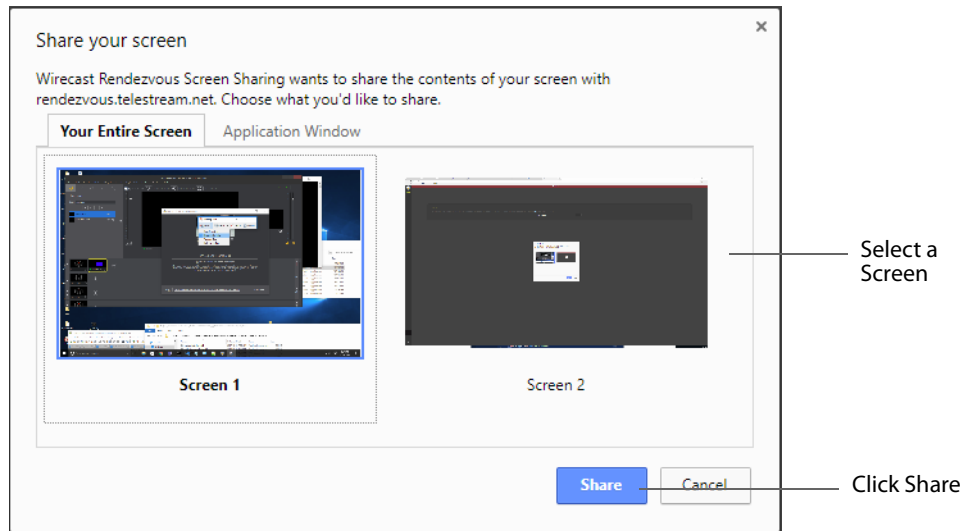 Share your screen
×
Wirecast Rendezvous Screen Sharing wants to share the contents of your screen with
rendezvous.telestream.net. Choose what you'd like to share.
Your Entire Screen
Application Window
Select a
Screen
Screen 1
Screen 2
Share
Cancel
Click Share